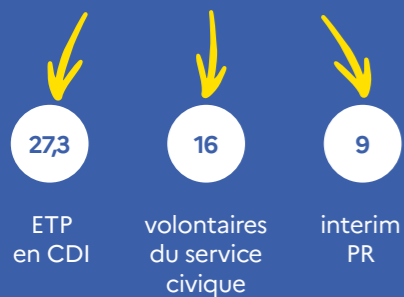 27,3
ETP
en CDI
16
volontaires
du service
civique
9
interim
PR